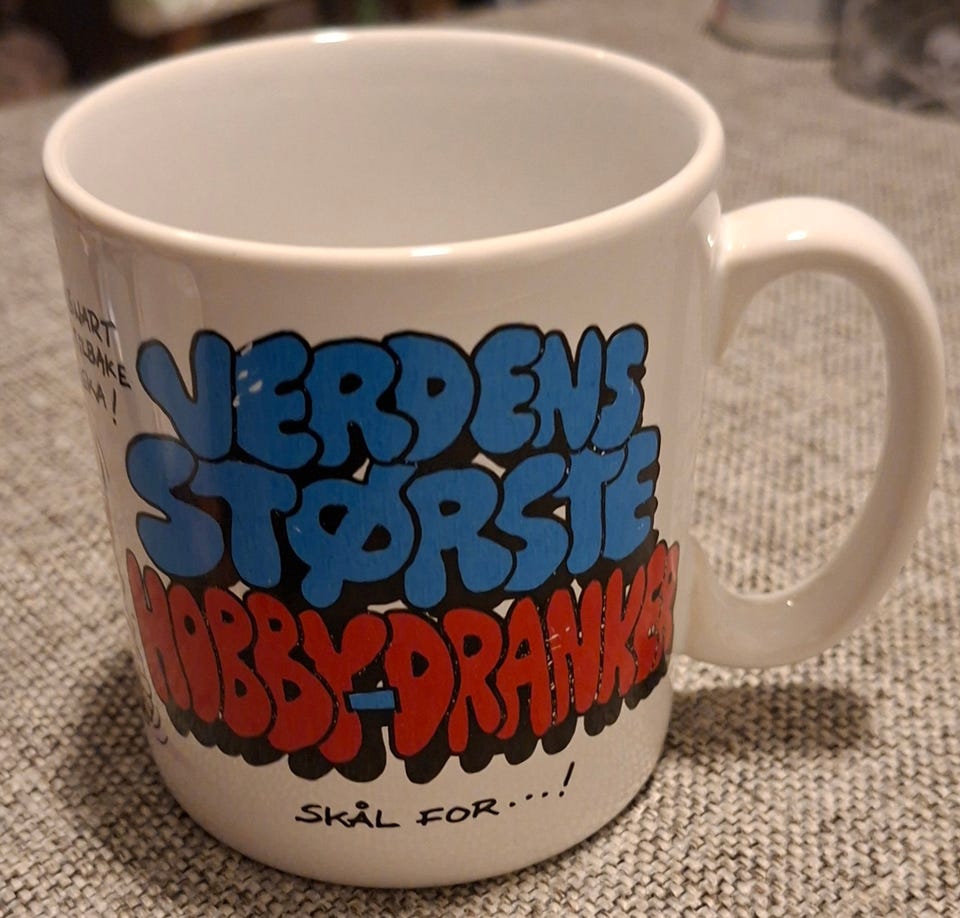 VERDENS
STØRSTE
HOBBY-DRANKER
SKÅL FOR....!